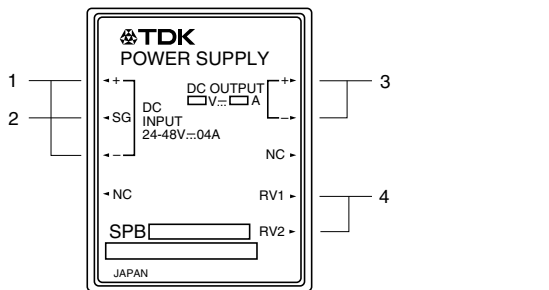 TDK
POWER SUPPLY
1
+
DC OUTPUT
+
3
V⎓ A
2
SG
DC
INPUT
24-48V⎓04A
−
−
NC
NC
RV1
4
SPB
RV2
JAPAN